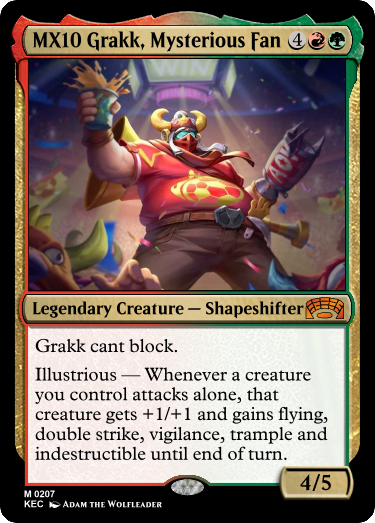 MX10 Grakk, Mysterious Fan 4
AOY
Legendary Creature — Shapeshifter
Grakk cant block.
Illustrious — Whenever a creature
you control attacks alone, that
creature gets +1/+1 and gains flying,
double strike, vigilance, trample and
indestructible until end of turn.
4/5
M 0207
KEC Adam the Wolfleader